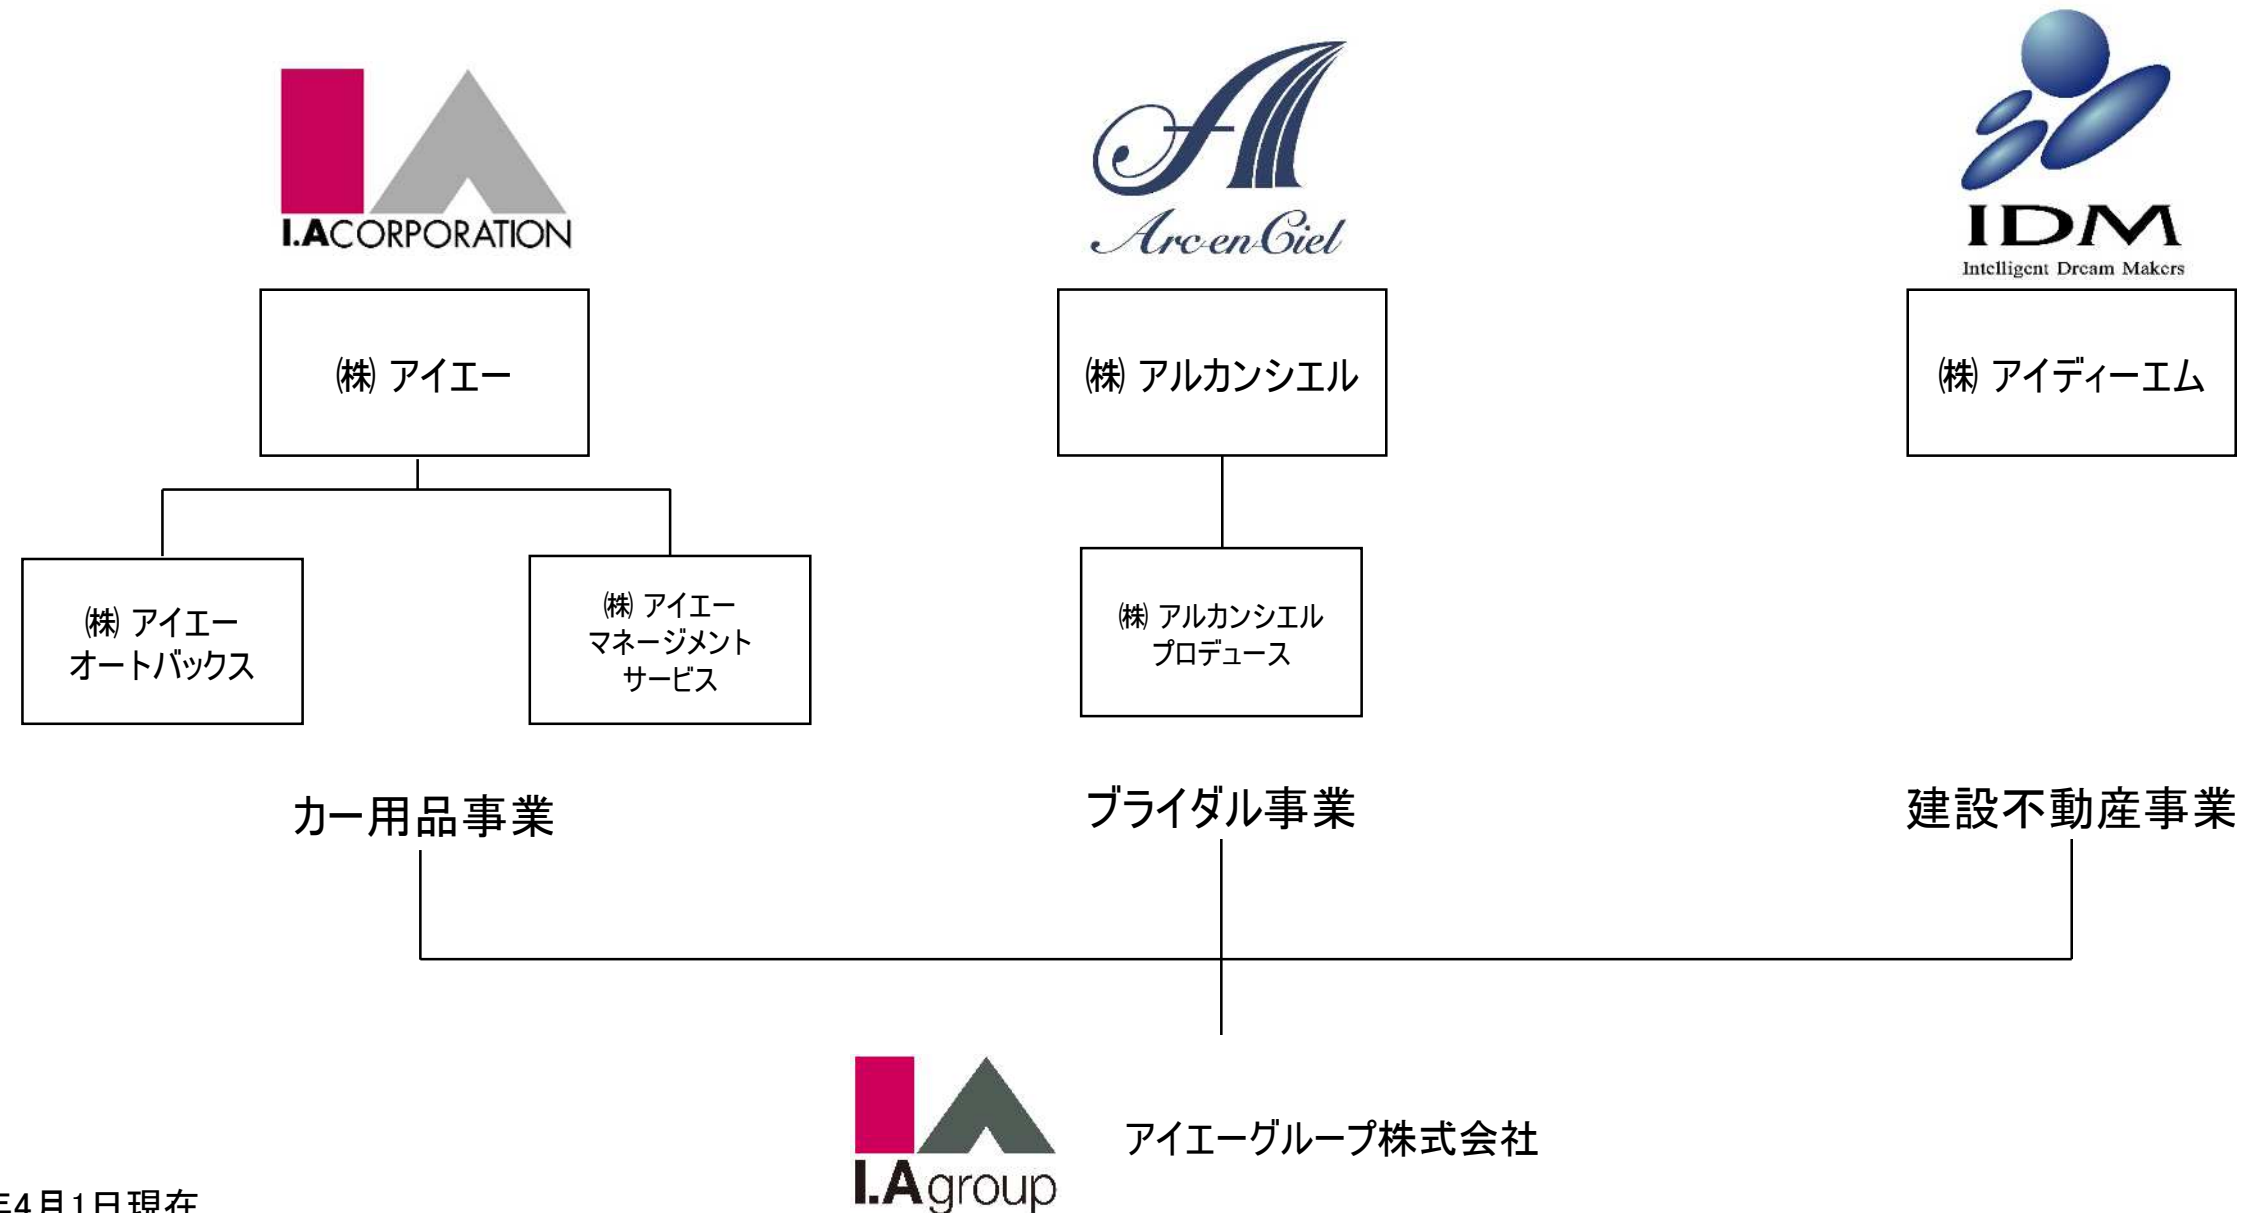 I.ACORPORATION
Arc-en-Ciel
IDM
Intelligent Dream Makers
㈱ アイエー
㈱ アルカンシエル
㈱ アイディーエム
㈱ アイエー
オートバックス
㈱ アイエー
マネージメント
サービス
㈱ アルカンシエル
プロデュース
カー用品事業
ブライダル事業
建設不動産事業
I.Agroup
アイエーグループ株式会社
年4月1日現在